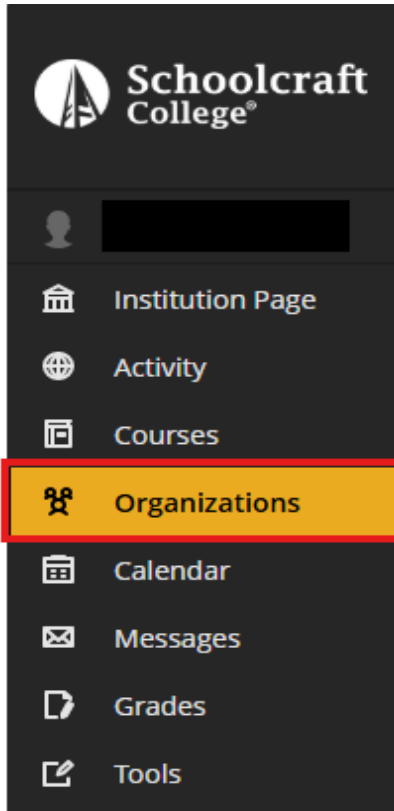 Schoolcraft
College®
Institution Page
Activity
Courses
Organizations
Calendar
Messages
Grades
Tools